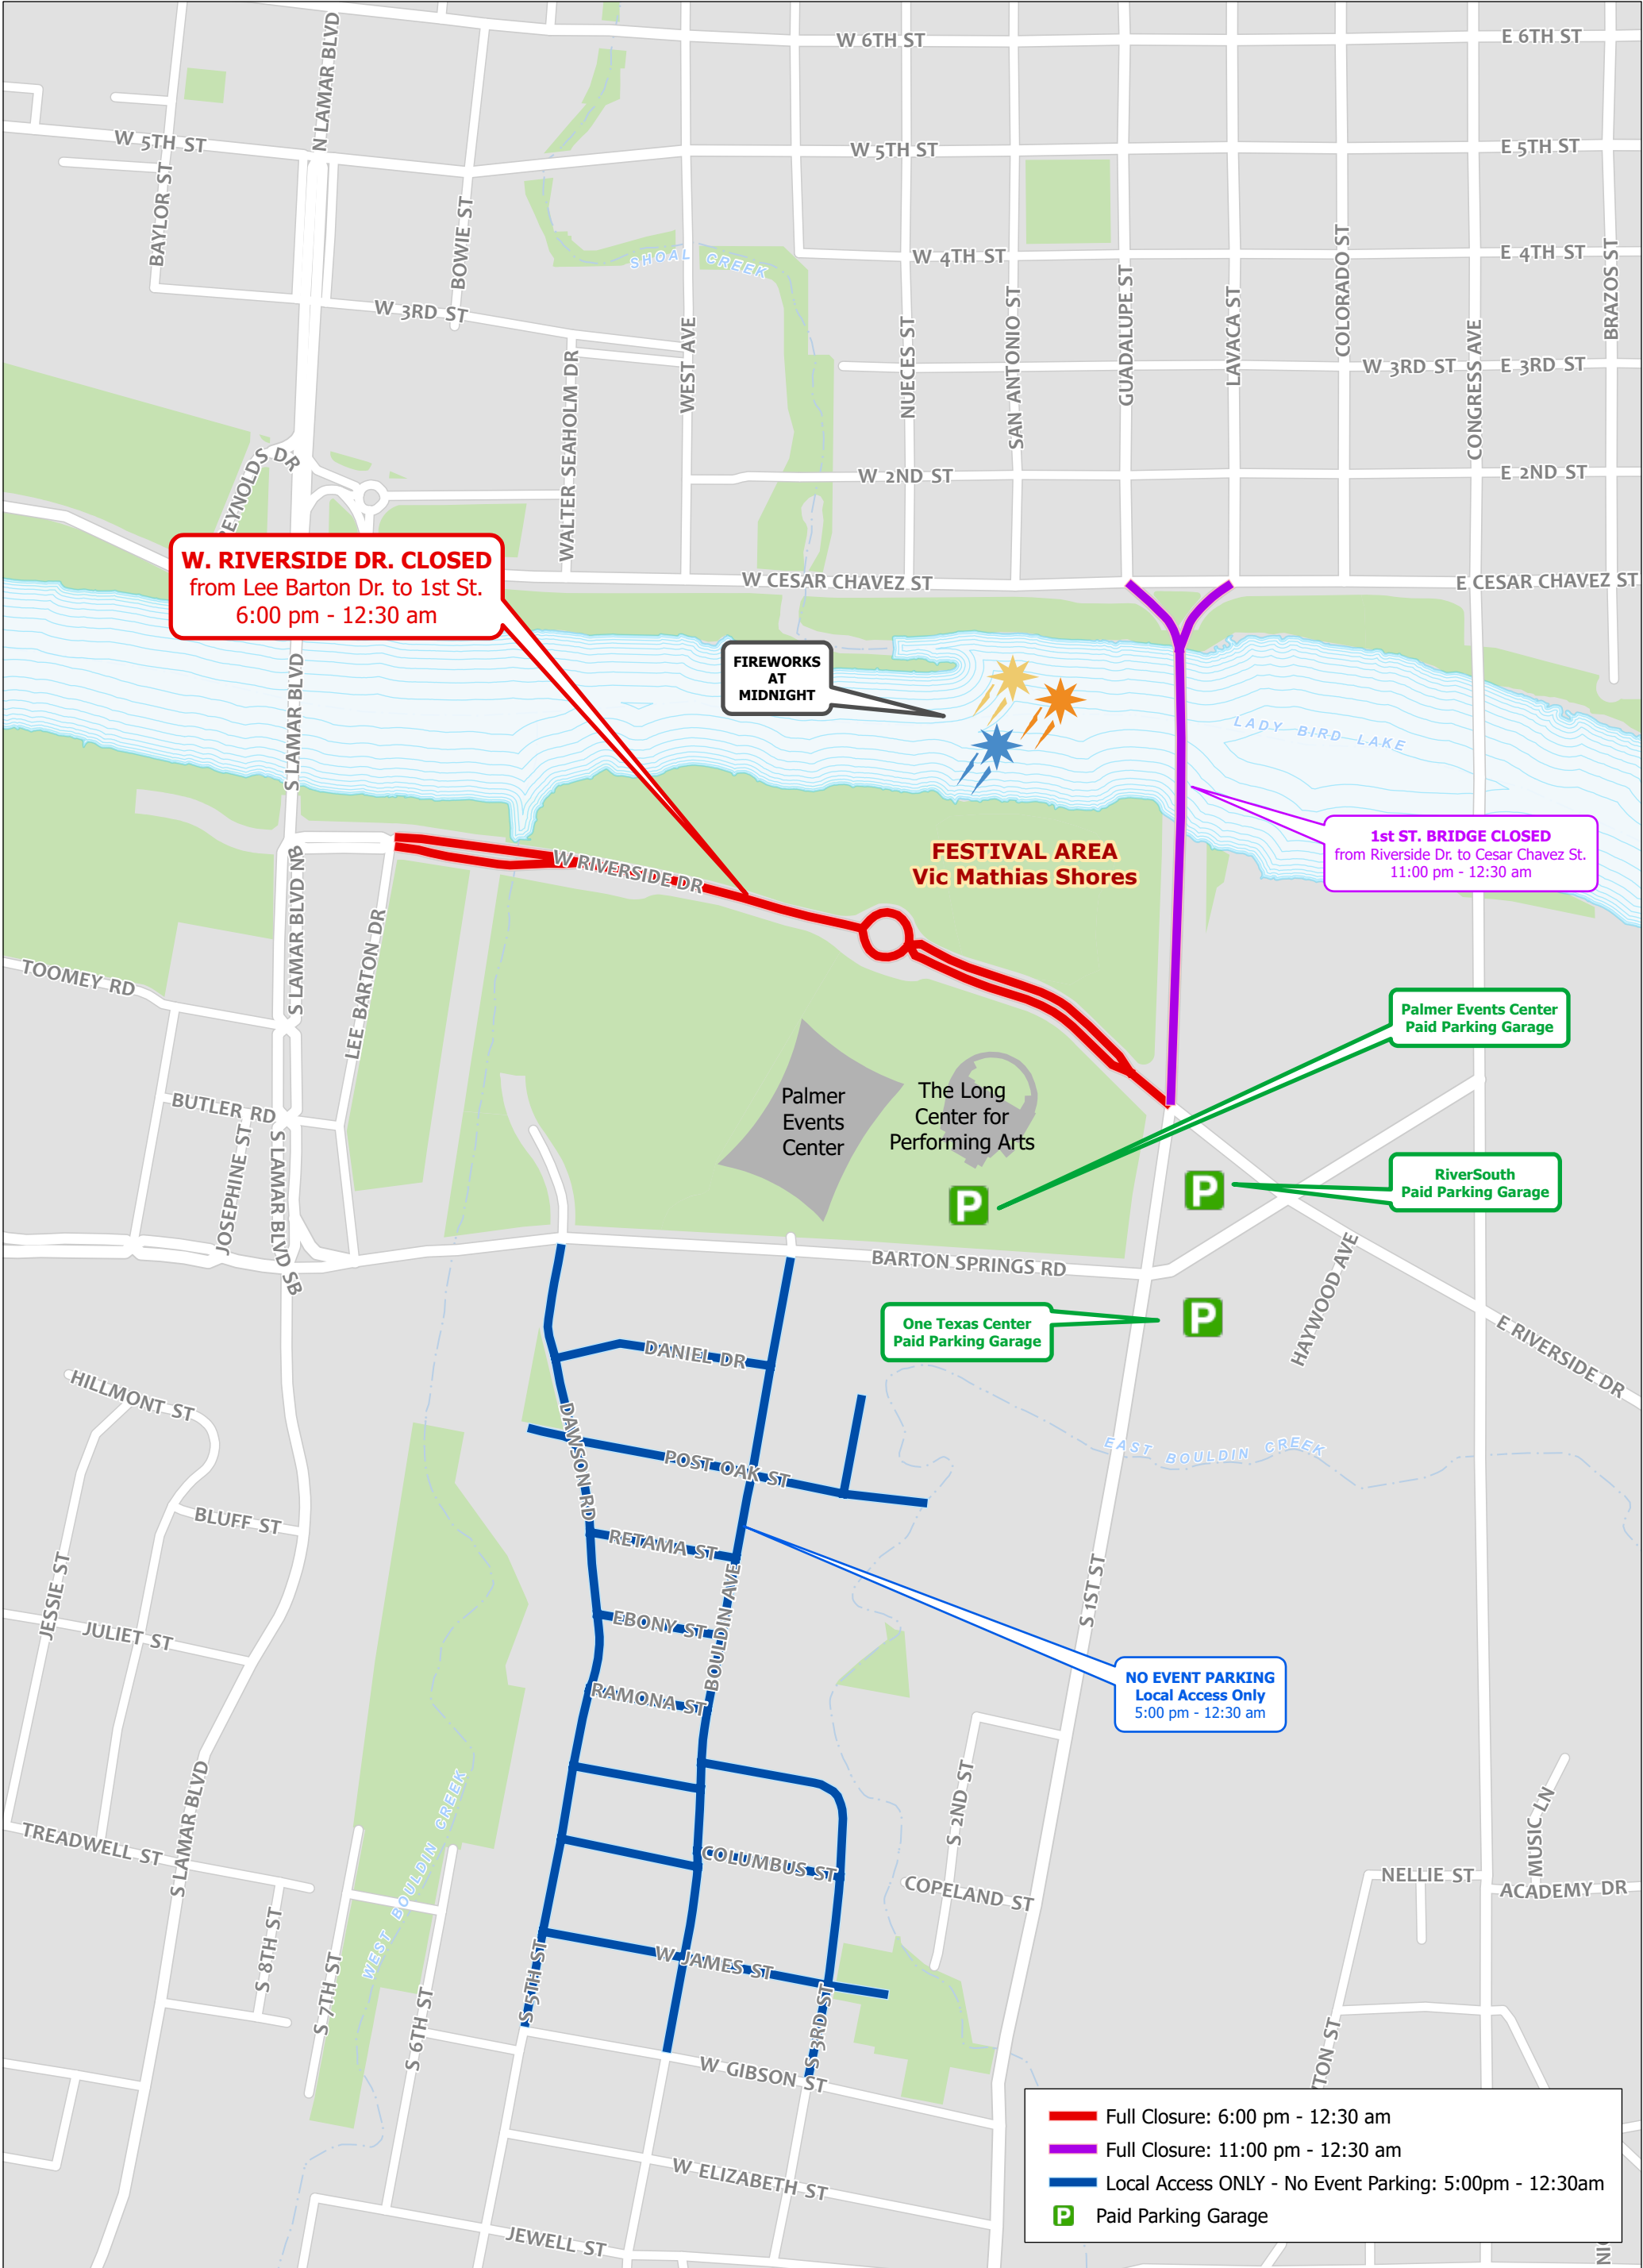 W 6TH ST
E 6TH ST
N LAMAR BLVD
W 5TH ST
W 5TH ST
E 5TH ST
BAYLOR ST
BOWIE ST
SHOAL CREEK
W 4TH ST
E 4TH ST
W 3RD ST
WALTER SEAHOLM DR
WEST AVE
NUECES ST
SAN ANTONIO ST
GUADALUPE ST
LAVACA ST
COLORADO ST
CONGRESS AVE
BRAZOS ST
W 3RD ST
E 3RD ST
REYNOLDS DR
W 2ND ST
E 2ND ST
W. RIVERSIDE DR. CLOSED
from Lee Barton Dr. to 1st St.
6:00 pm - 12:30 am
W CESAR CHAVEZ ST
E CESAR CHAVEZ ST
FIREWORKS
AT
MIDNIGHT
S LAMAR BLVD
LADY BIRD LAKE
1st ST. BRIDGE CLOSED
from Riverside Dr. to Cesar Chavez St.
11:00 pm - 12:30 am
FESTIVAL AREA
Vic Mathias Shores
W RIVERSIDE DR
S LAMAR BLVD NB
LEE BARTON DR
TOOMEY RD
Palmer Events Center
Paid Parking Garage
Palmer
Events
Center
The Long
Center for
Performing Arts
BUTLER RD
JOSEPHINE ST
S LAMAR BLVD SB
P
P
RiverSouth
Paid Parking Garage
BARTON SPRINGS RD
HAYWOOD AVE
One Texas Center
Paid Parking Garage
P
E RIVERSIDE DR
DANIEL DR
HILLMONT ST
DAWSON RD
POST OAK ST
EAST BOULDIN CREEK
BLUFF ST
RETAMA ST
JESSIE ST
JULIET ST
EBONY ST
BOULDIN AVE
S 1ST ST
RAMONA ST
NO EVENT PARKING
Local Access Only
5:00 pm - 12:30 am
S LAMAR BLVD
TREADWELL ST
WEST BOULDIN CREEK
S 2ND ST
COLUMBUS ST
COPELAND ST
MUSIC LN
NELLIE ST
ACADEMY DR
S 8TH ST
S 7TH ST
S 6TH ST
S 5TH ST
W JAMES ST
S 3RD ST
W GIBSON ST
W ELIZABETH ST
JEWELL ST
Full Closure: 6:00 pm - 12:30 am
Full Closure: 11:00 pm - 12:30 am
Local Access ONLY - No Event Parking: 5:00pm - 12:30am
P Paid Parking Garage